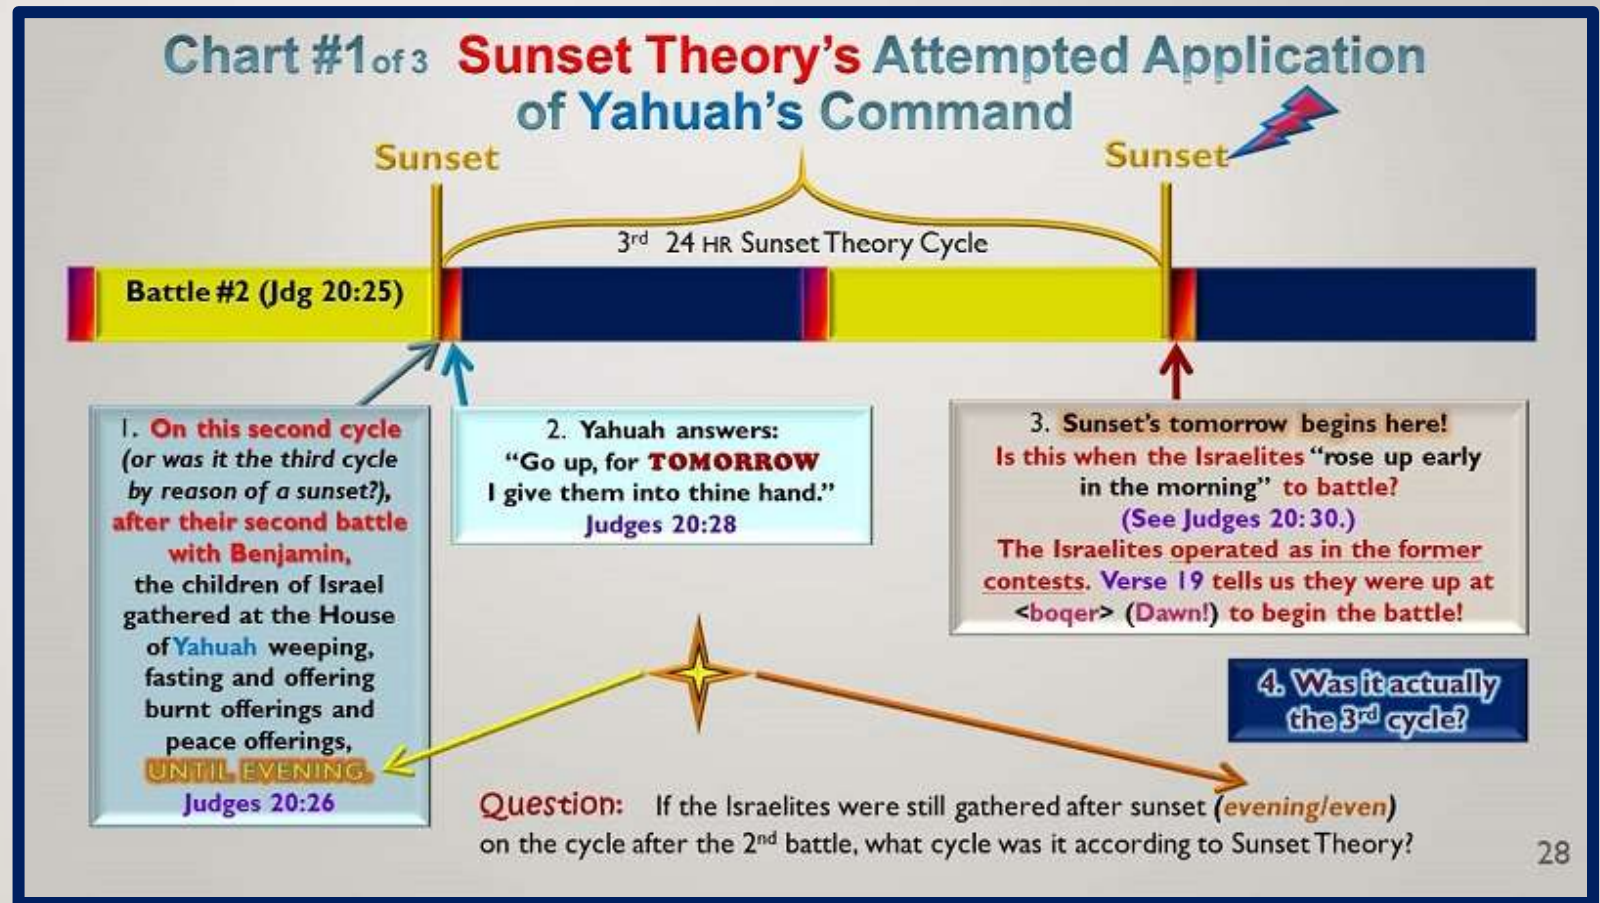 Chart #1 of 3 Sunset Theory's Attempted Application
of Yahuah's Command
Sunset
Sunset
3rd 24 HR Sunset Theory Cycle
Battle #2 (Jdg 20:25)
1. On this second cycle
(or was it the third cycle
by reason of a sunset?),
after their second battle
with Benjamin,
the children of Israel
gathered at the House
of Yahuah weeping,
fasting and offering
burnt offerings and
peace offerings,
UNTIL EVENING.
Judges 20:26
2. Yahuah answers:
"Go up, for TOMORROW
I give them into thine hand."
Judges 20:28
3. Sunset's tomorrow begins here!
Is this when the Israelites "rose up early
in the morning" to battle?
(See Judges 20:30.)
The Israelites operated as in the former
contests. Verse 19 tells us they were up at
<boqer> (Dawn!) to begin the battle!
4. Was it actually
the 3rd cycle?
Question: If the Israelites were still gathered after sunset (evening/even)
on the cycle after the 2nd battle, what cycle was it according to Sunset Theory?
28